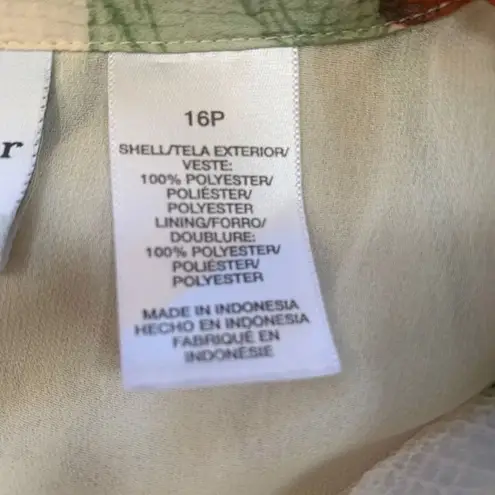 r
16P
SHELL/TELA EXTERIOR/
VESTE:
100% POLYESTER/
POLIÉSTER/
POLYESTER
LINING/FORRO/
DOUBLURE:
100% POLYESTER/
POLIÉSTER/
POLYESTER
MADE IN INDONESIA
HECHO EN INDONESIA
FABRIQUÉ EN
INDONÉSIE